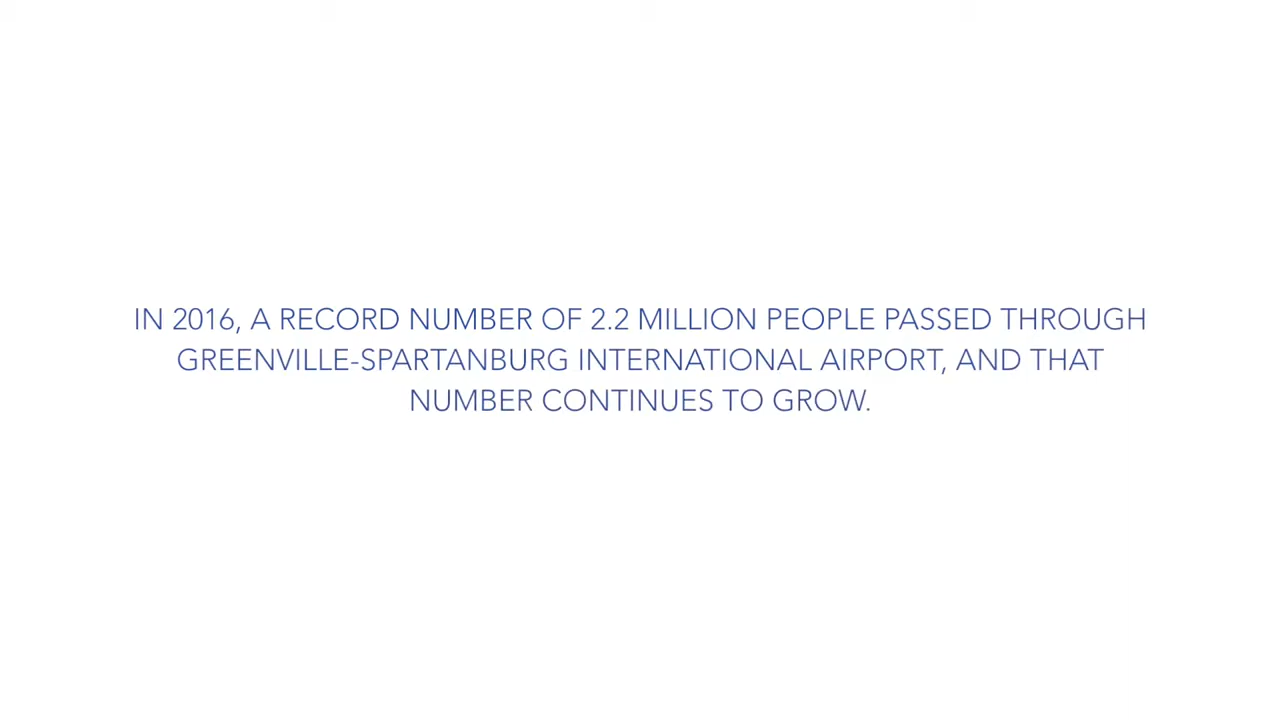 IN 2016, A RECORD NUMBER OF 2.2 MILLION PEOPLE PASSED THROUGH
GREENVILLE-SPARTANBURG INTERNATIONAL AIRPORT, AND THAT
NUMBER CONTINUES TO GROW.